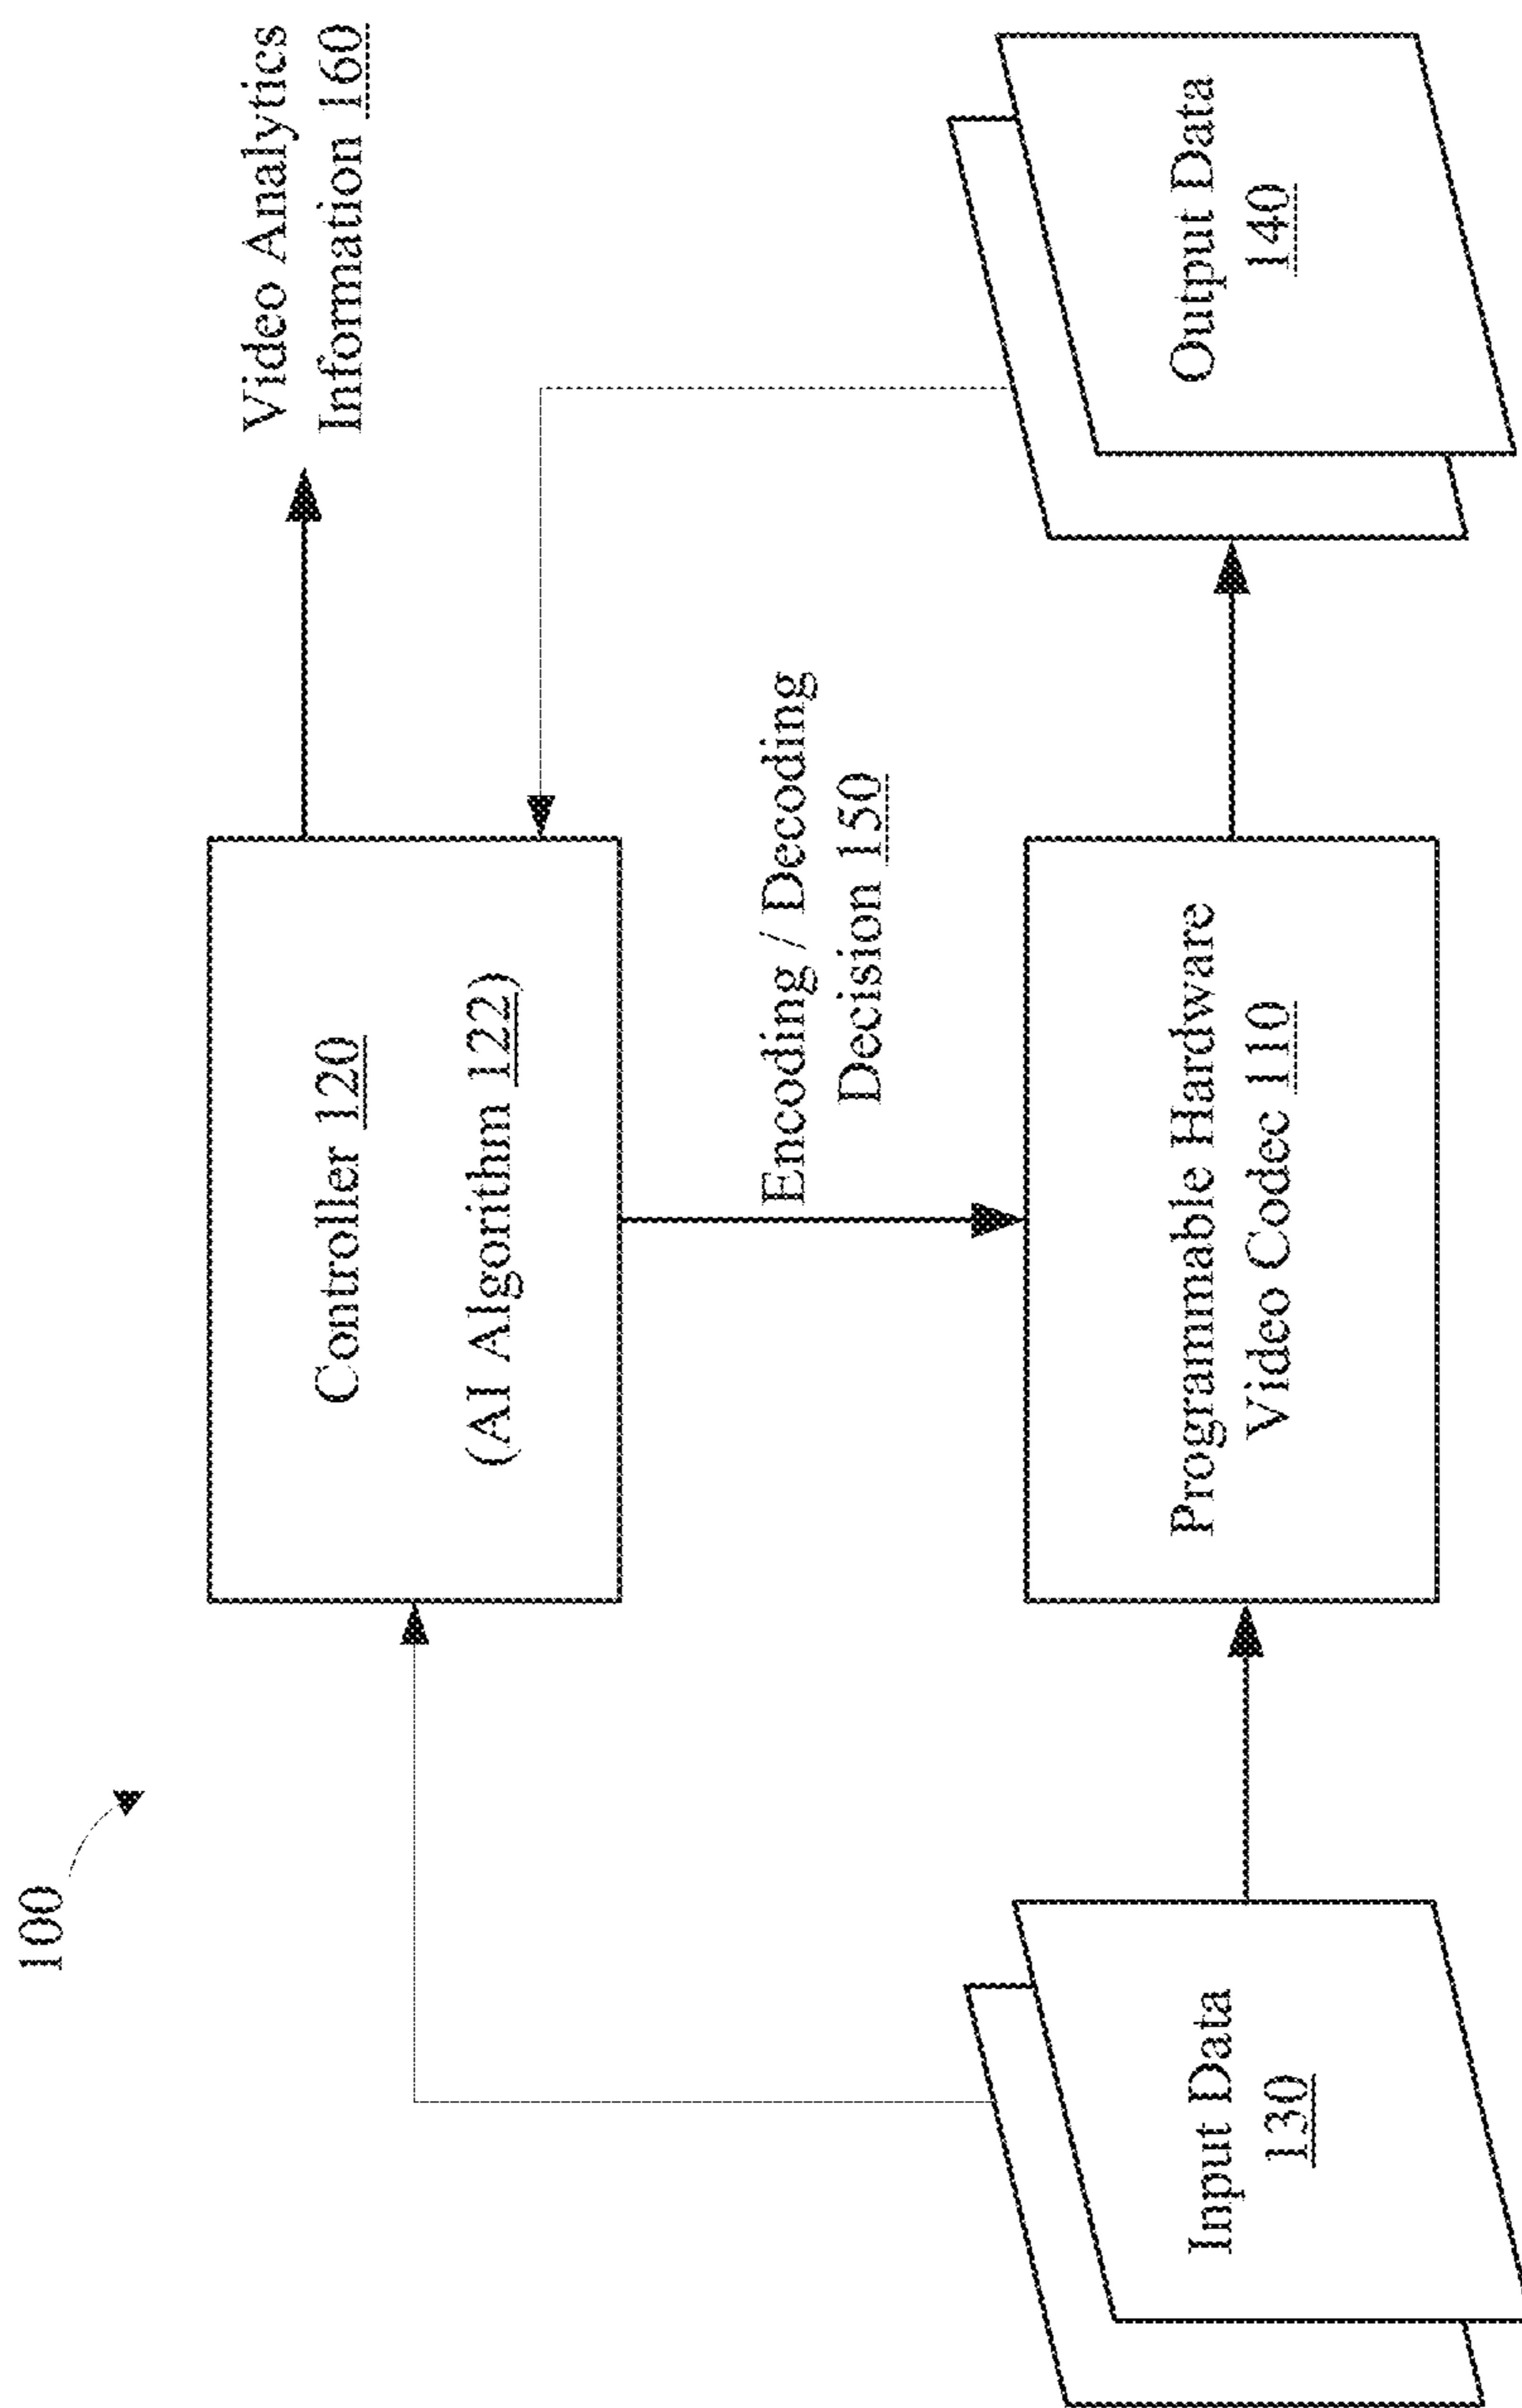 100
Video Analytics
Information 160
Controller 120
(AI Algorithm 122)
Encoding / Decoding
Decision 150
Input Data
130
Programmable Hardware
Video Codec 110
Output Data
140